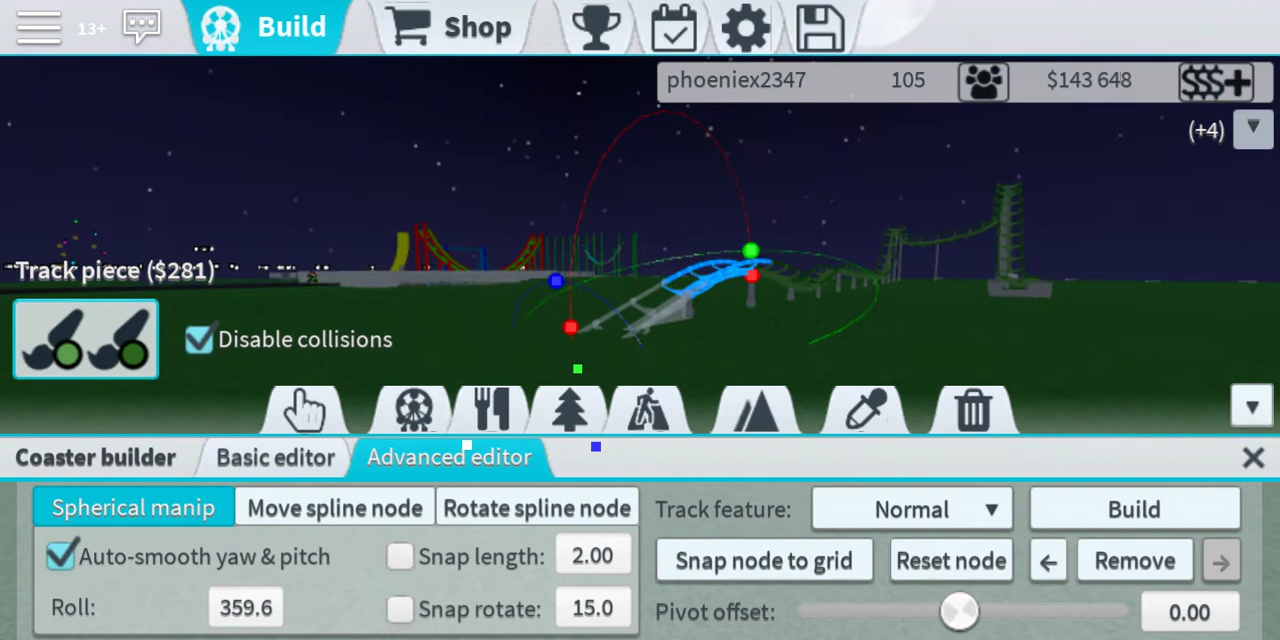 13+
Build
Shop
phoeniex2347
105
$143 648
$$$+
(+4)
Track piece ($281)
Disable collisions
Coaster builder
Basic editor
Advanced editor
Spherical manip
Move spline node
Rotate spline node
Track feature:
Normal
Build
Auto-smooth yaw & pitch
Snap length:
2.00
Snap node to grid
Reset node
Remove
Roll:
359.6
Snap rotate:
15.0
Pivot offset:
0.00